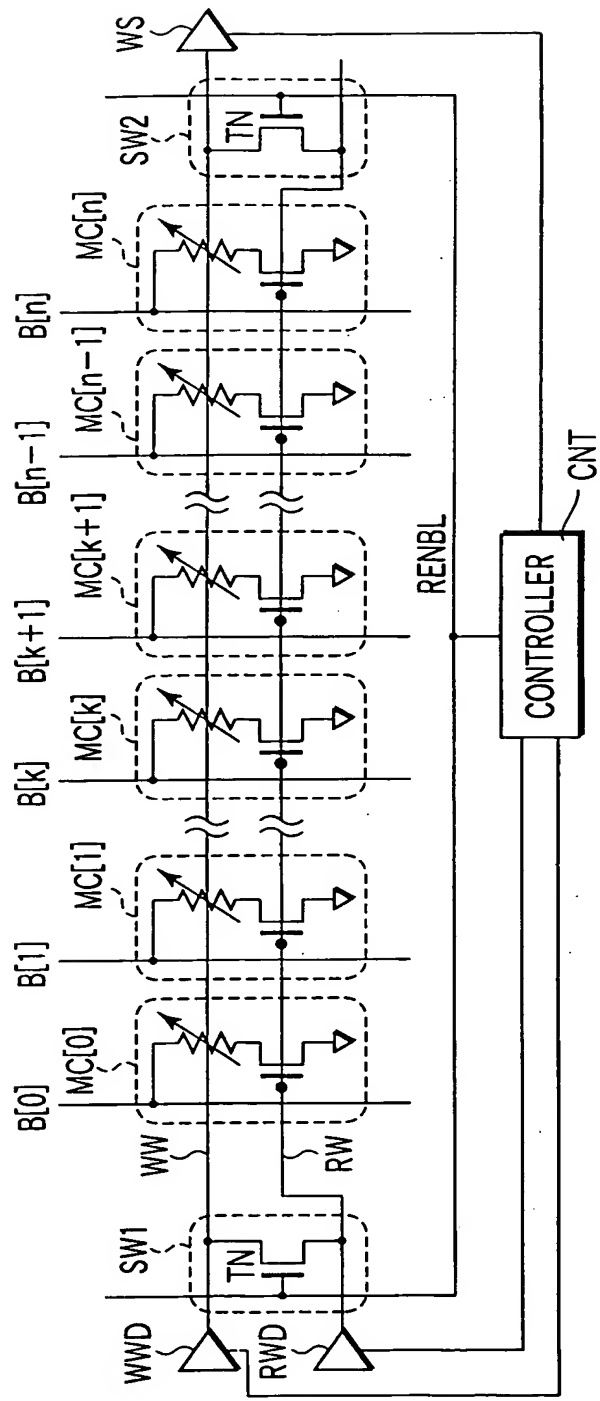 B[0]
B[1]
B[k]
B[k+1]
B[n-1]
B[n]
MC[0]
MC[1]
MC[k]
MC[k+1]
MC[n-1]
MC[n]
SW1
SW2
WWD
WW
WS
TN
TN
RWD
RW
RENBL
CONTROLLER
CNT